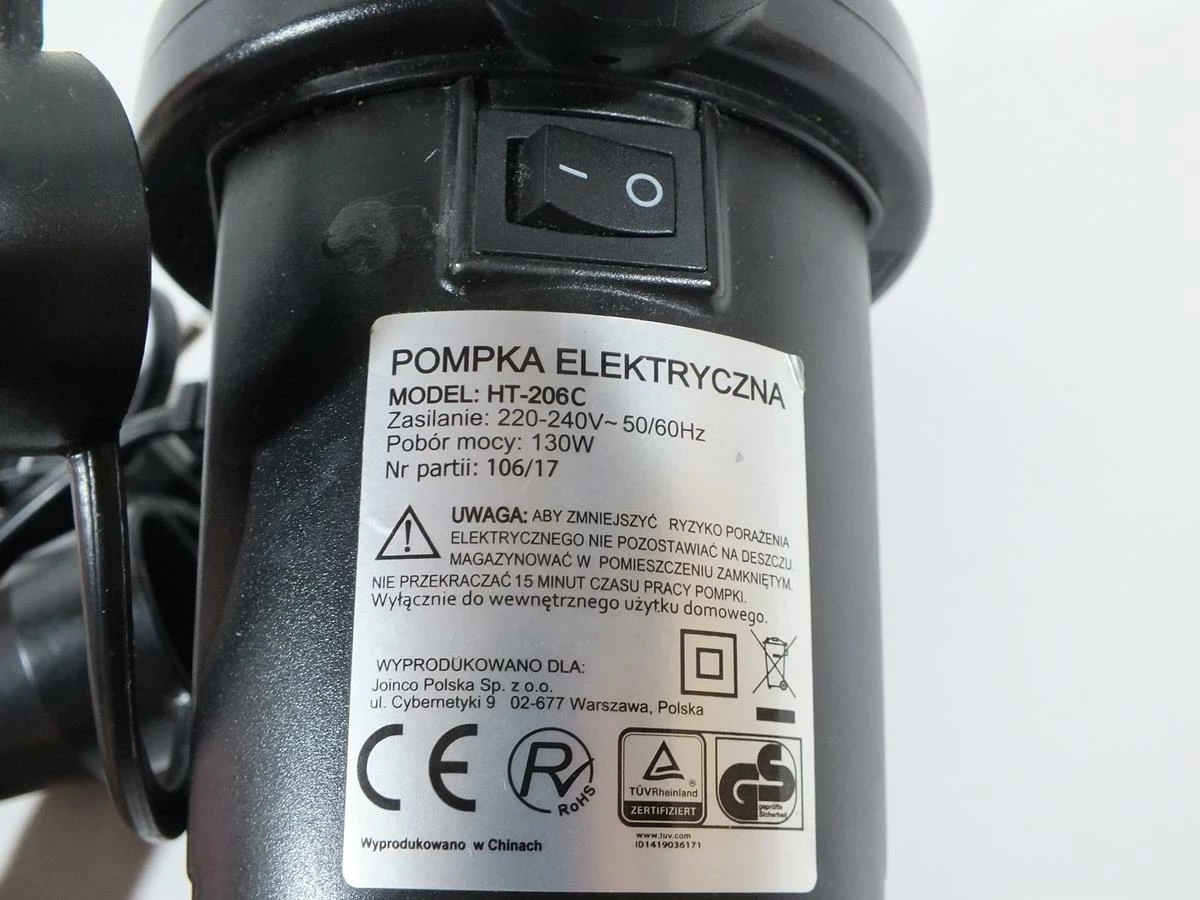 POMPKA ELEKTRYCZNA
MODEL: HT-206C
Zasilanie: 220-240V~ 50/60Hz
Pobór mocy: 130W
Nr partii: 106/17
UWAGA: ABY ZMNIEJSZYĆ RYZYKO PORAŻENIA
ELEKTRYCZNEGO NIE POZOSTAWIAĆ NA DESZCZU.
MAGAZYNOWAĆ W POMIESZCZENIU ZAMKNIĘTYM.
NIE PRZEKRACZAĆ 15 MINUT CZASU PRACY POMPKI.
Wyłącznie do wewnętrznego użytku domowego.
WYPRODUKOWANO DLA:
Joinco Polska Sp. z o.o.
ul. Cybernetyki 9 02-677 Warszawa, Polska
CE
RoHS
TÜVRheinland
ZERTIFIZIERT
GS
geprüfte
Sicherheit
www.tuv.com
ID1419036171
Wyprodukowano w Chinach